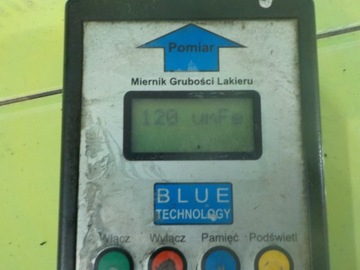 Pomiar
Miernik Grubości Lakieru
120 umFe
BLUE
TECHNOLOGY
Włącz Wyłącz Pamięć Podświetl